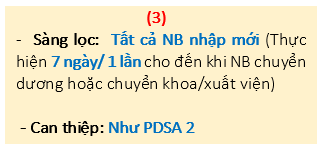 (3)
- Sàng lọc: Tất cả NB nhập mới (Thực
hiện 7 ngày/ 1 lần cho đến khi NB chuyển
dương hoặc chuyển khoa/xuất viện)
- Can thiệp: Như PDSA 2